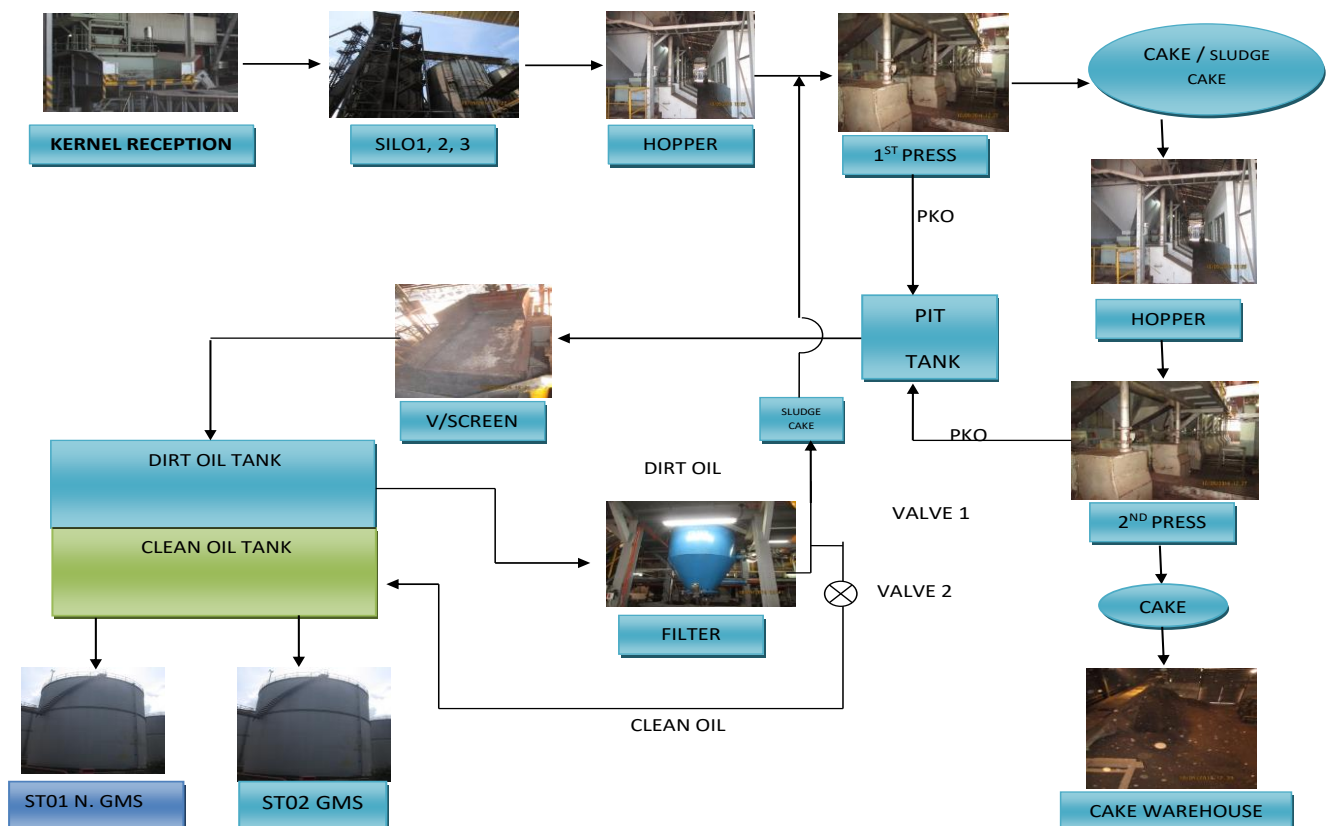 CAKE / SLUDGE
CAKE
KERNEL RECEPTION
SILO1, 2, 3
HOPPER
1ST PRESS
PKO
PIT
TANK
HOPPER
V/SCREEN
SLUDGE
CAKE
PKO
DIRT OIL TANK
DIRT OIL
VALVE 1
2ND PRESS
CLEAN OIL TANK
VALVE 2
CAKE
FILTER
CLEAN OIL
ST01 N. GMS
ST02 GMS
CAKE WAREHOUSE